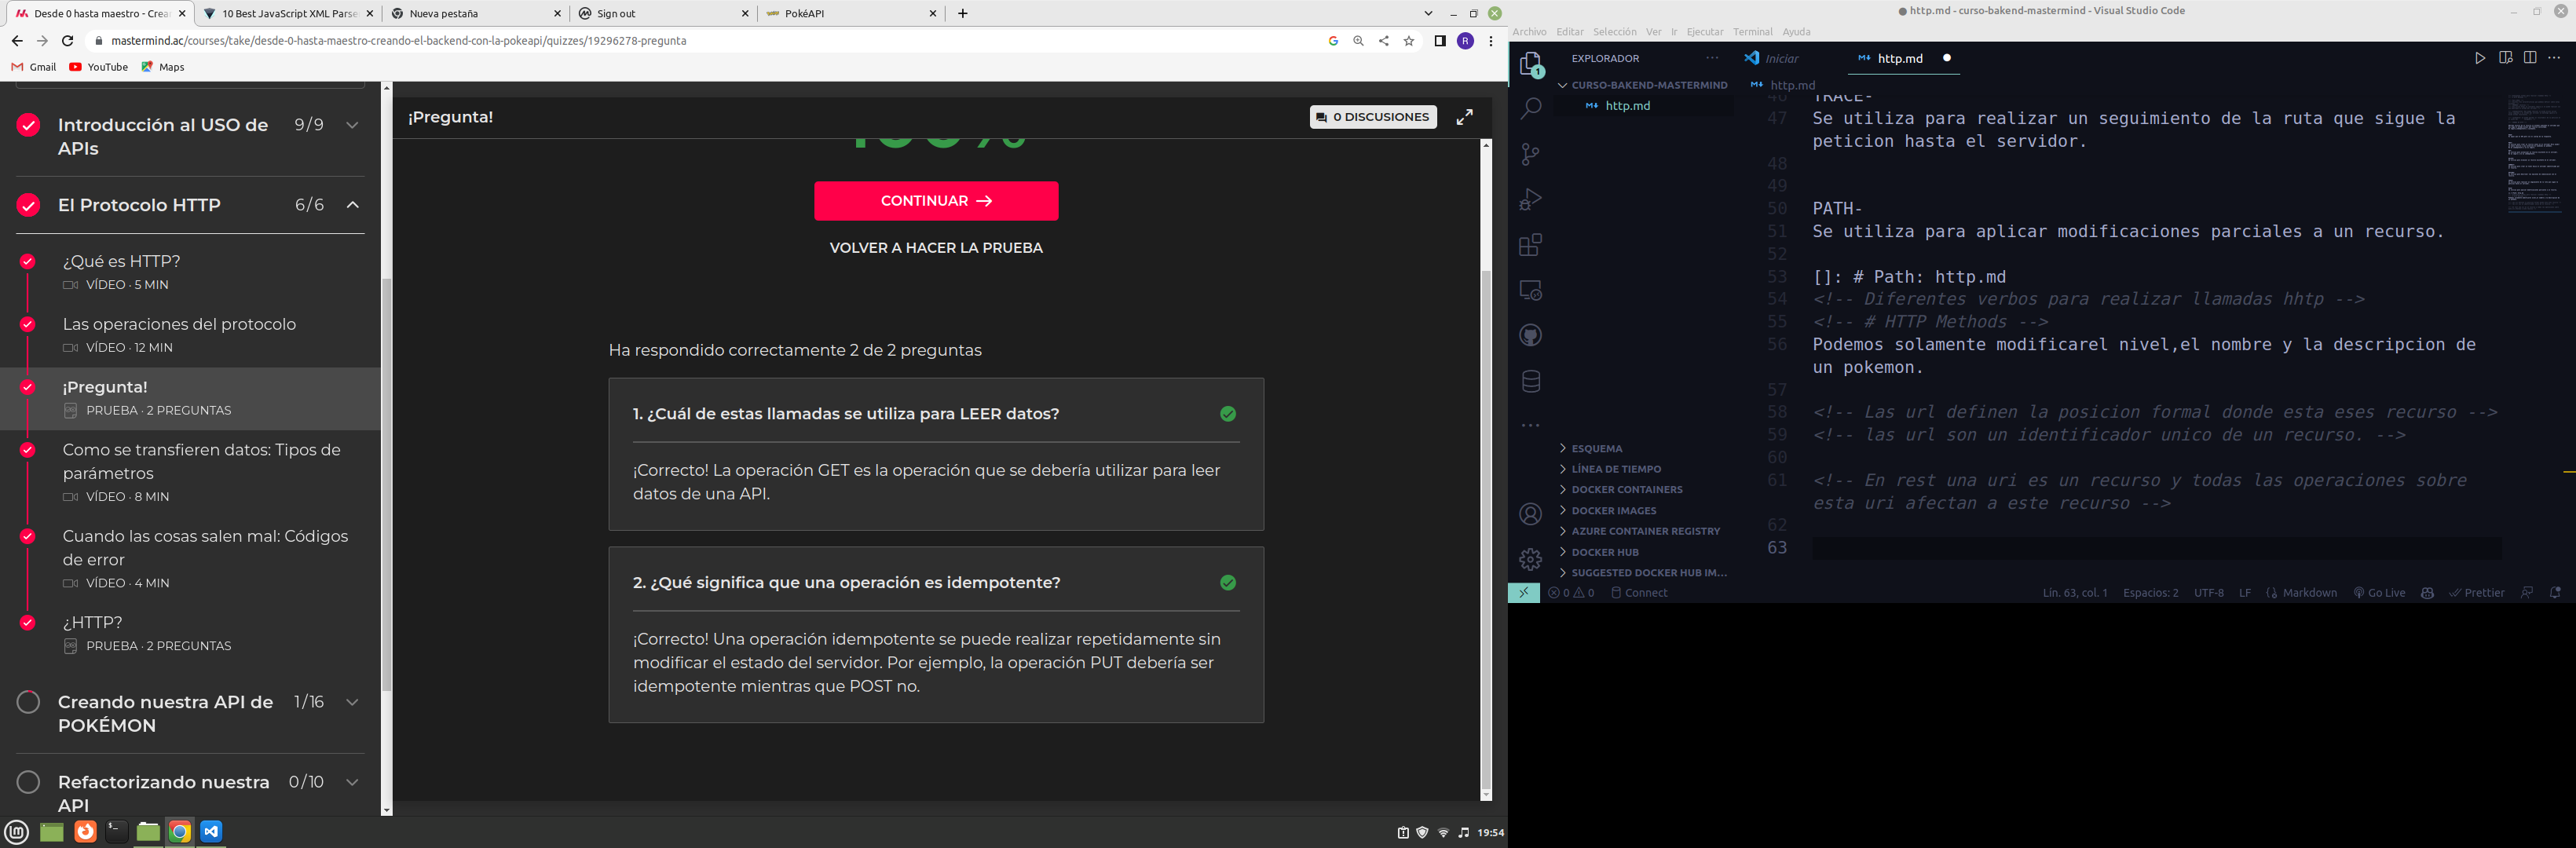 Desde 0 hasta maestro - Crea
10 Best JavaScript XML Parse
Nueva pestaña
Sign out
PokéAPI
mastermind.ac/courses/take/desde-0-hasta-maestro-creando-el-backend-con-la-pokeapi/quizzes/19296278-pregunta
R
Gmail
YouTube
Maps
Introducción al USO de
APIs
9/9
El Protocolo HTTP
6/6
¿Qué es HTTP?
VÍDEO · 5 MIN
Las operaciones del protocolo
VÍDEO · 12 MIN
¡Pregunta!
PRUEBA · 2 PREGUNTAS
Como se transfieren datos: Tipos de
parámetros
VÍDEO · 8 MIN
Cuando las cosas salen mal: Códigos
de error
VÍDEO · 4 MIN
¿HTTP?
PRUEBA · 2 PREGUNTAS
Creando nuestra API de
POKÉMON
1/16
Refactorizando nuestra
API
0/10
¡Pregunta!
0 DISCUSIONES
100%
CONTINUAR →
VOLVER A HACER LA PRUEBA
Ha respondido correctamente 2 de 2 preguntas
1. ¿Cuál de estas llamadas se utiliza para LEER datos?
¡Correcto! La operación GET es la operación que se debería utilizar para leer
datos de una API.
2. ¿Qué significa que una operación es idempotente?
¡Correcto! Una operación idempotente se puede realizar repetidamente sin
modificar el estado del servidor. Por ejemplo, la operación PUT debería ser
idempotente mientras que POST no.
19:54
● http.md - curso-bakend-mastermind - Visual Studio Code
Archivo Editar Selección Ver Ir Ejecutar Terminal Ayuda
EXPLORADOR
CURSO-BAKEND-MASTERMIND
http.md
1
ESQUEMA
LÍNEA DE TIEMPO
DOCKER CONTAINERS
DOCKER IMAGES
AZURE CONTAINER REGISTRY
DOCKER HUB
SUGGESTED DOCKER HUB IM...
Iniciar
http.md
http.md
46 TRACE-
47 Se utiliza para realizar un seguimiento de la ruta que sigue la
peticion hasta el servidor.
48
49
50 PATH-
51 Se utiliza para aplicar modificaciones parciales a un recurso.
52
53 []: # Path: http.md
54 <!-- Diferentes verbos para realizar llamadas hhtp -->
55 <!-- # HTTP Methods -->
56 Podemos solamente modificarel nivel,el nombre y la descripcion de
un pokemon.
57
58 <!-- Las url definen la posicion formal donde esta eses recurso -->
59 <!-- las url son un identificador unico de un recurso. -->
60
61 <!-- En rest una uri es un recurso y todas las operaciones sobre
esta uri afectan a este recurso -->
62
63
0 0 Connect
Lín. 63, col. 1 Espacios: 2 UTF-8 LF Markdown Go Live Prettier